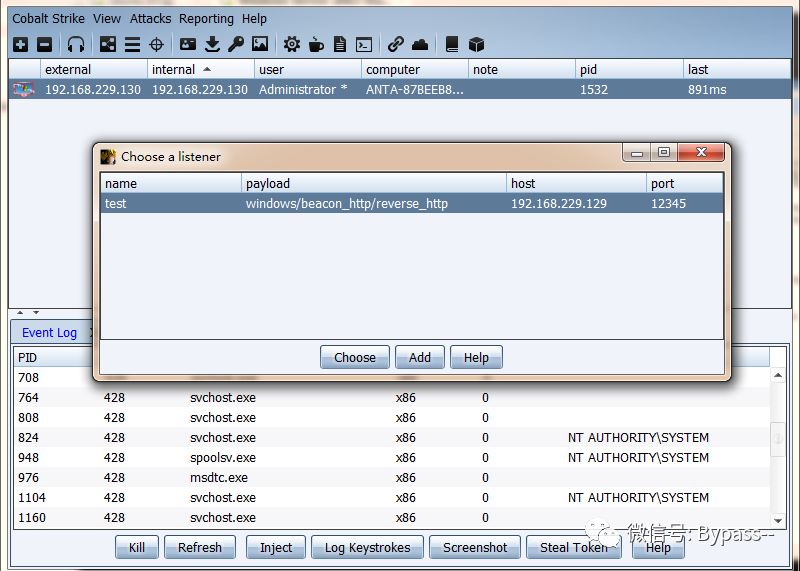 Cobalt Strike View Attacks Reporting Help
external internal user computer note pid last
192.168.229.130 192.168.229.130 Administrator * ANTA-87BEEB8... 1532 891ms
Choose a listener
name payload host port
test windows/beacon_http/reverse_http 192.168.229.129 12345
Choose Add Help
Event Log
PID
708 428 svchost.exe x86 0
764 428 svchost.exe x86 0
808 428 svchost.exe x86 0
824 428 svchost.exe x86 0 NT AUTHORITY\SYSTEM
948 428 spoolsv.exe x86 0 NT AUTHORITY\SYSTEM
976 428 msdtc.exe x86 0
1104 428 svchost.exe x86 0 NT AUTHORITY\SYSTEM
1160 428 svchost.exe x86 0
Kill Refresh Inject Log Keystrokes Screenshot Steal Token Help
微信号: Bypass--